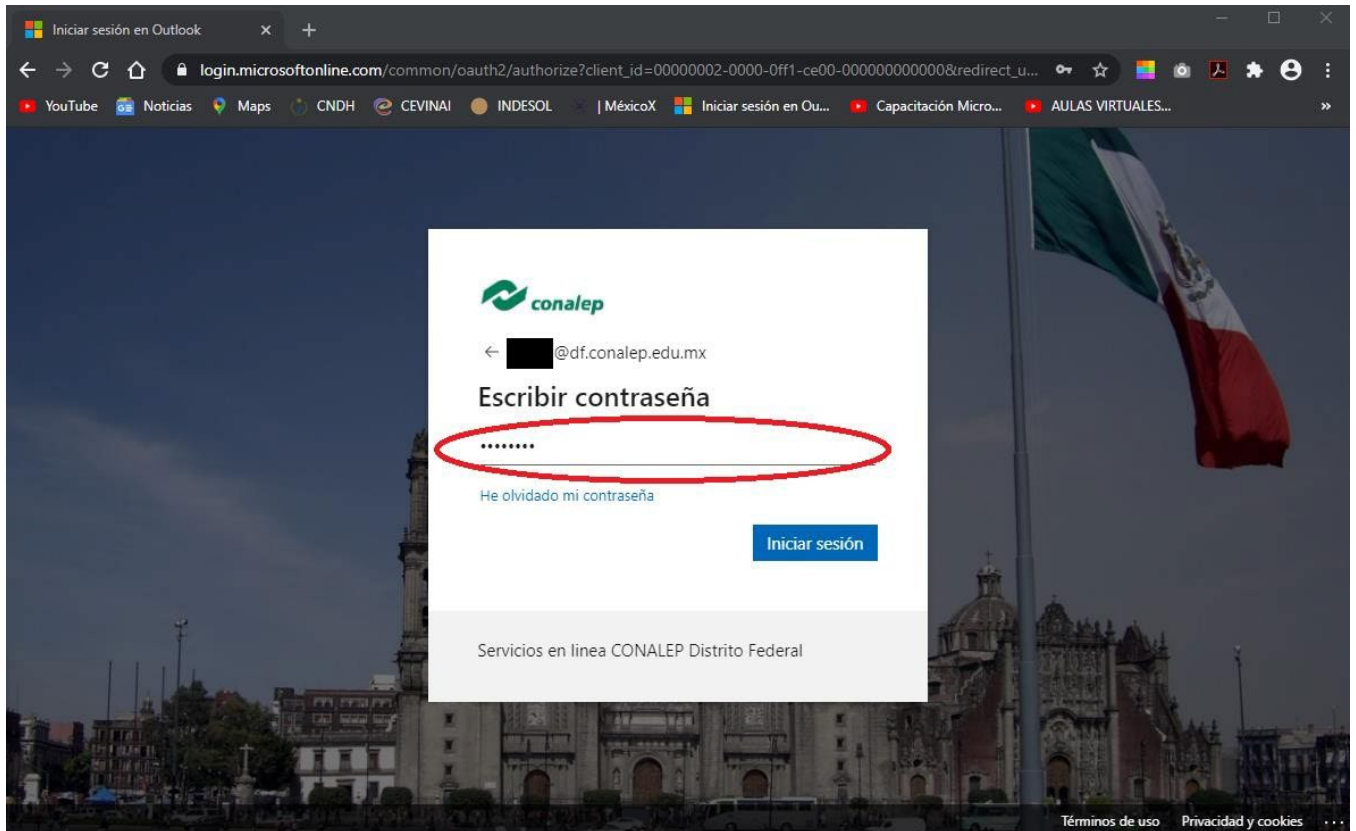 Iniciar sesión en Outlook
login.microsoftonline.com/common/oauth2/authorize?client_id=00000002-0000-0ff1-ce00-000000000000&redirect_u...
YouTube Noticias Maps CNDH CEVINAI INDESOL | MéxicoX Iniciar sesión en Ou... Capacitación Micro... AULAS VIRTUALES... »
conalep
@df.conalep.edu.mx
Escribir contraseña
••••••••
He olvidado mi contraseña
Iniciar sesión
Servicios en linea CONALEP Distrito Federal
Términos de uso Privacidad y cookies ...